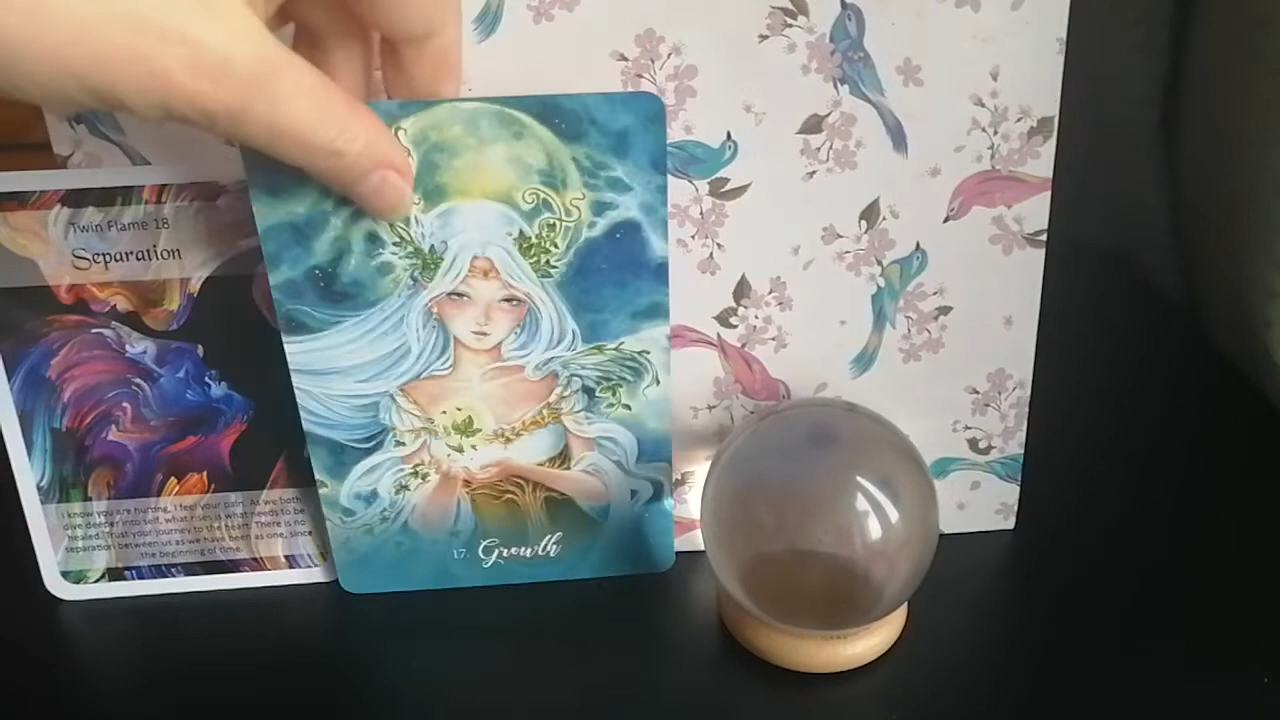 Twin Flame 18
Separation
I know you are hurting, I feel your pain. As we both
dive deeper into self, what rises is what needs to be
healed. Trust your journey to the heart. There is no
separation between us as we have been as one, since
the beginning of time.
17. Growth